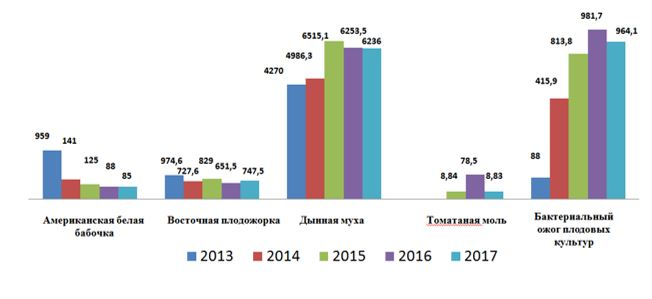 959
141
125
88
85
974,6
727,6
829
651,5
747,5
4270
4986,3
6515,1
6253,5
6236
8,84
78,5
8,83
88
415,9
813,8
981,7
964,1
Американская белая
бабочка
Восточная плодожорка
Дынная муха
Томатаная моль
Бактериальный
ожог плодовых
культур
2013 2014 2015 2016 2017